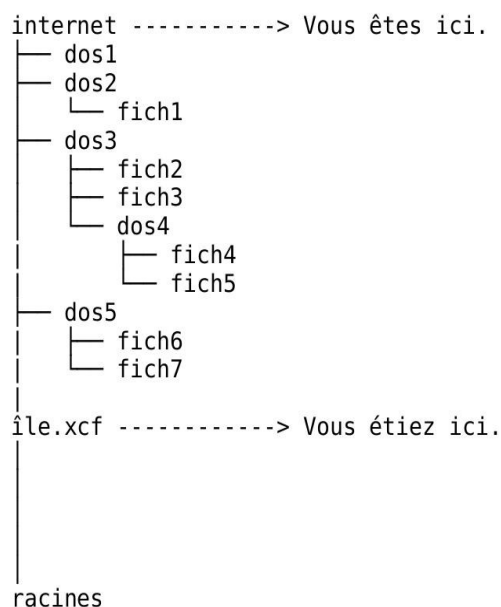 internet -----------> Vous êtes ici.
├── dos1
├── dos2
│   └── fich1
├── dos3
│   ├── fich2
│   ├── fich3
│   └── dos4
│       ├── fich4
│       └── fich5
├── dos5
│   ├── fich6
│   └── fich7
│
île.xcf ------------> Vous étiez ici.
│
│
│
│
│
racines